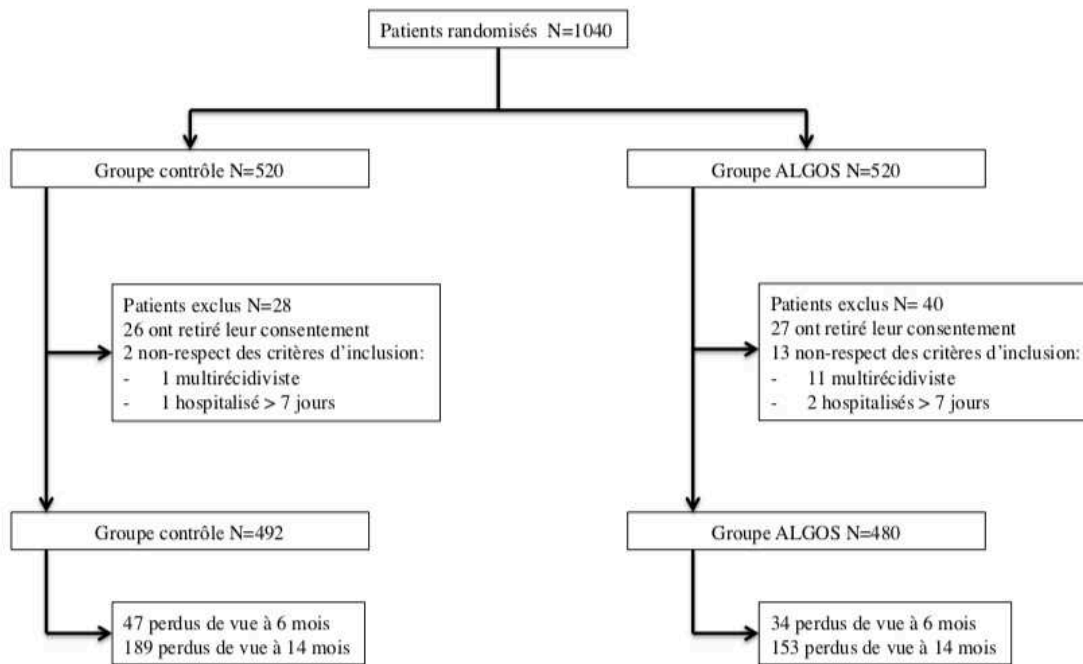 Patients randomisés N=1040
Groupe contrôle N=520
Groupe ALGOS N=520
Patients exclus N=28
26 ont retiré leur consentement
2 non-respect des critères d'inclusion:
- 1 multirécidiviste
- 1 hospitalisé > 7 jours
Patients exclus N= 40
27 ont retiré leur consentement
13 non-respect des critères d'inclusion:
- 11 multirécidiviste
- 2 hospitalisés > 7 jours
Groupe contrôle N=492
Groupe ALGOS N=480
47 perdus de vue à 6 mois
189 perdus de vue à 14 mois
34 perdus de vue à 6 mois
153 perdus de vue à 14 mois